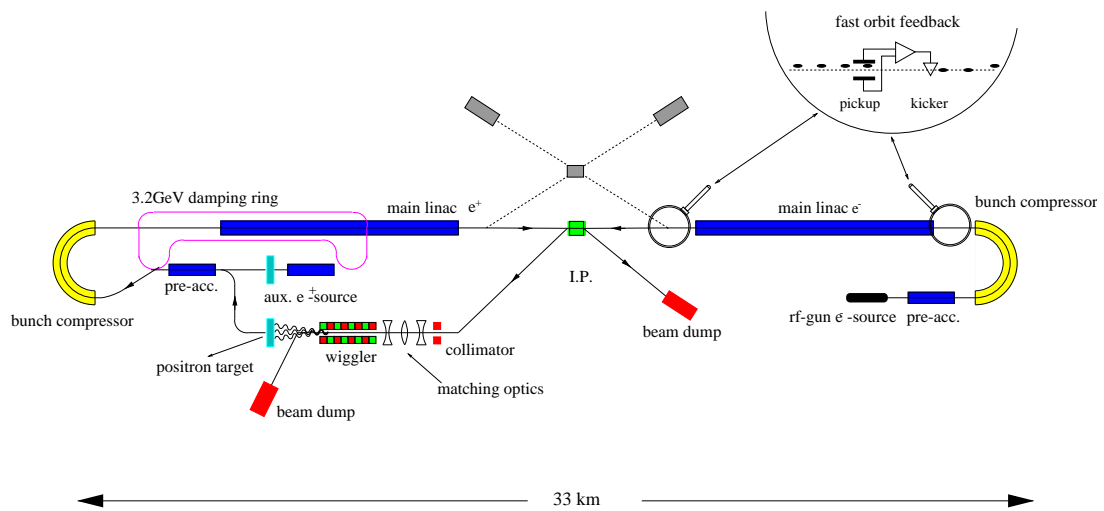 fast orbit feedback
pickup
kicker
3.2GeV damping ring
main linac e⁺
main linac e⁻
bunch compressor
I.P.
pre-acc.
aux. e⁺-source
bunch compressor
rf-gun e⁻-source
pre-acc.
beam dump
positron target
wiggler
collimator
matching optics
beam dump
33 km